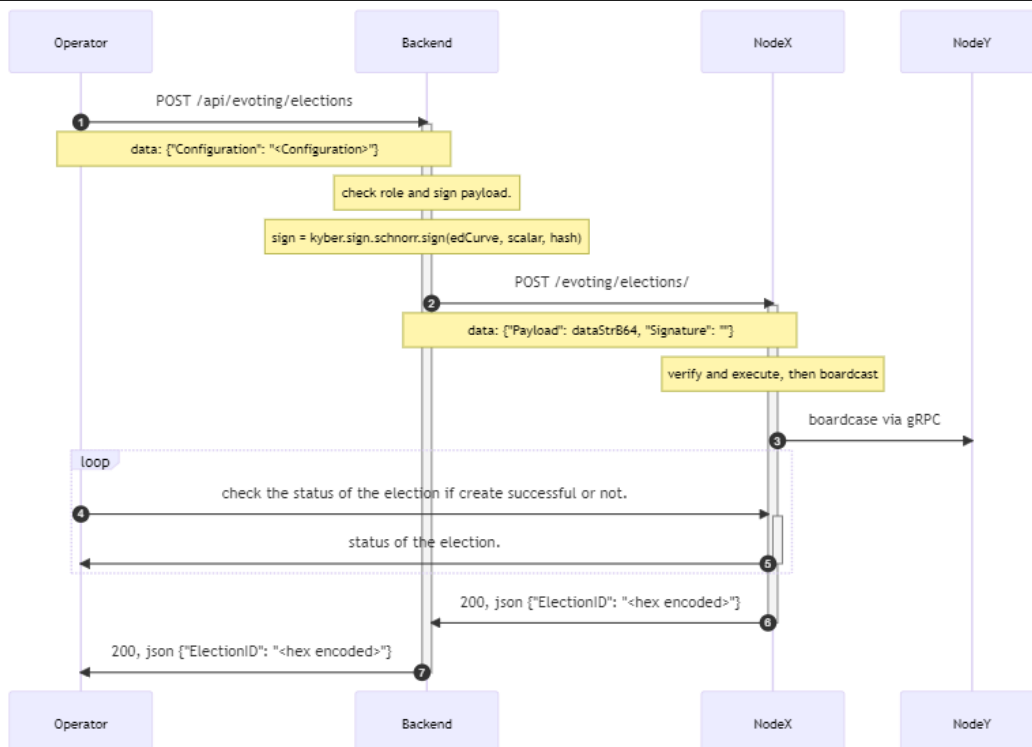 Operator
Backend
NodeX
NodeY
POST /api/evoting/elections
1
data: {"Configuration": "<Configuration>"}
check role and sign payload.
sign = kyber.sign.schnorr.sign(edCurve, scalar, hash)
POST /evoting/elections/
2
data: {"Payload": dataStrB64, "Signature": ""}
verify and execute, then boardcast
boardcase via gRPC
3
loop
check the status of the election if create successful or not.
4
status of the election.
5
200, json {"ElectionID": "<hex encoded>"}
6
200, json {"ElectionID": "<hex encoded>"}
7
Operator
Backend
NodeX
NodeY